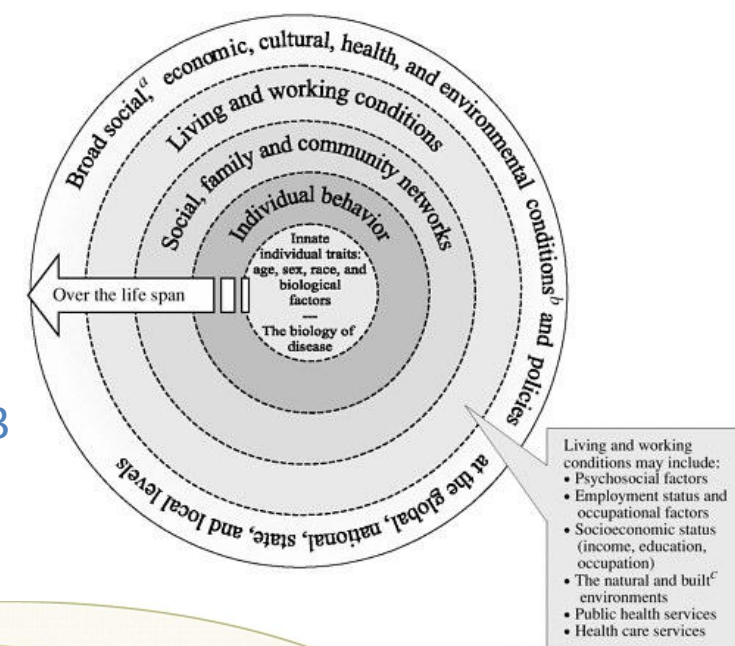 Broad social,a economic, cultural, health, and environmental conditionsb and policies
at the global, national, state, and local levels
Living and working conditions
Social, family and community networks
Individual behavior
Innate
individual traits:
age, sex, race, and
biological
factors
—
The biology of
disease
Over the life span
3
Living and working
conditions may include:
• Psychosocial factors
• Employment status and
occupational factors
• Socioeconomic status
(income, education,
occupation)
• The natural and builtc
environments
• Public health services
• Health care services